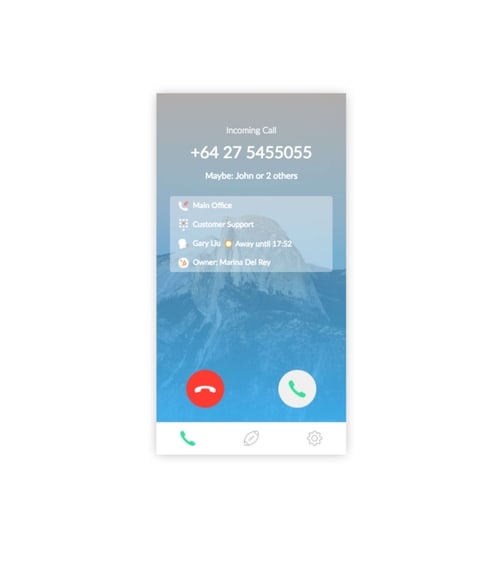 Incoming Call
+64 27 5455055
Maybe: John or 2 others
Main Office
Customer Support
Gary Liu Away until 17:52
Owner: Marina Del Rey